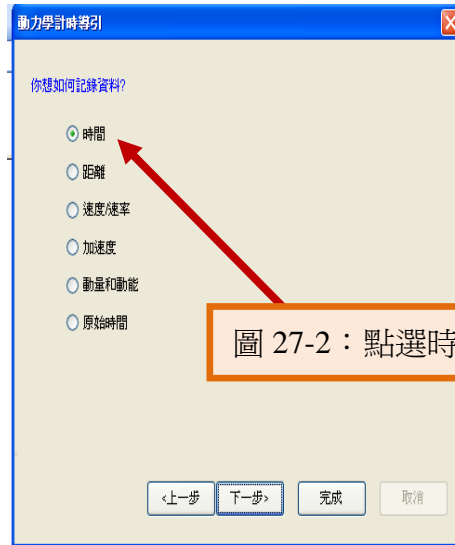 動力學計時導引
你想如何記錄資料?
時間
距離
速度/速率
加速度
動量和動能
原始時間
圖 27-2：點選時
<上一步
下一步>
完成
取消